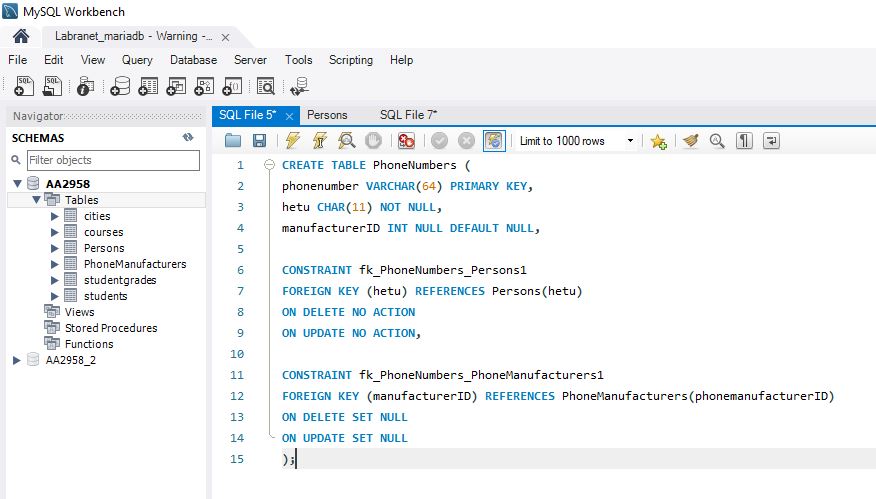 MySQL Workbench
Labranet_mariadb - Warning -...
File Edit View Query Database Server Tools Scripting Help
Navigator
SCHEMAS
Filter objects
AA2958
Tables
cities
courses
Persons
PhoneManufacturers
studentgrades
students
Views
Stored Procedures
Functions
AA2958_2
SQL File 5* Persons SQL File 7*
Limit to 1000 rows
1 CREATE TABLE PhoneNumbers (
2 phonenumber VARCHAR(64) PRIMARY KEY,
3 hetu CHAR(11) NOT NULL,
4 manufacturerID INT NULL DEFAULT NULL,
5
6 CONSTRAINT fk_PhoneNumbers_Persons1
7 FOREIGN KEY (hetu) REFERENCES Persons(hetu)
8 ON DELETE NO ACTION
9 ON UPDATE NO ACTION,
10
11 CONSTRAINT fk_PhoneNumbers_PhoneManufacturers1
12 FOREIGN KEY (manufacturerID) REFERENCES PhoneManufacturers(phonemanufacturerID)
13 ON DELETE SET NULL
14 ON UPDATE SET NULL
15 );